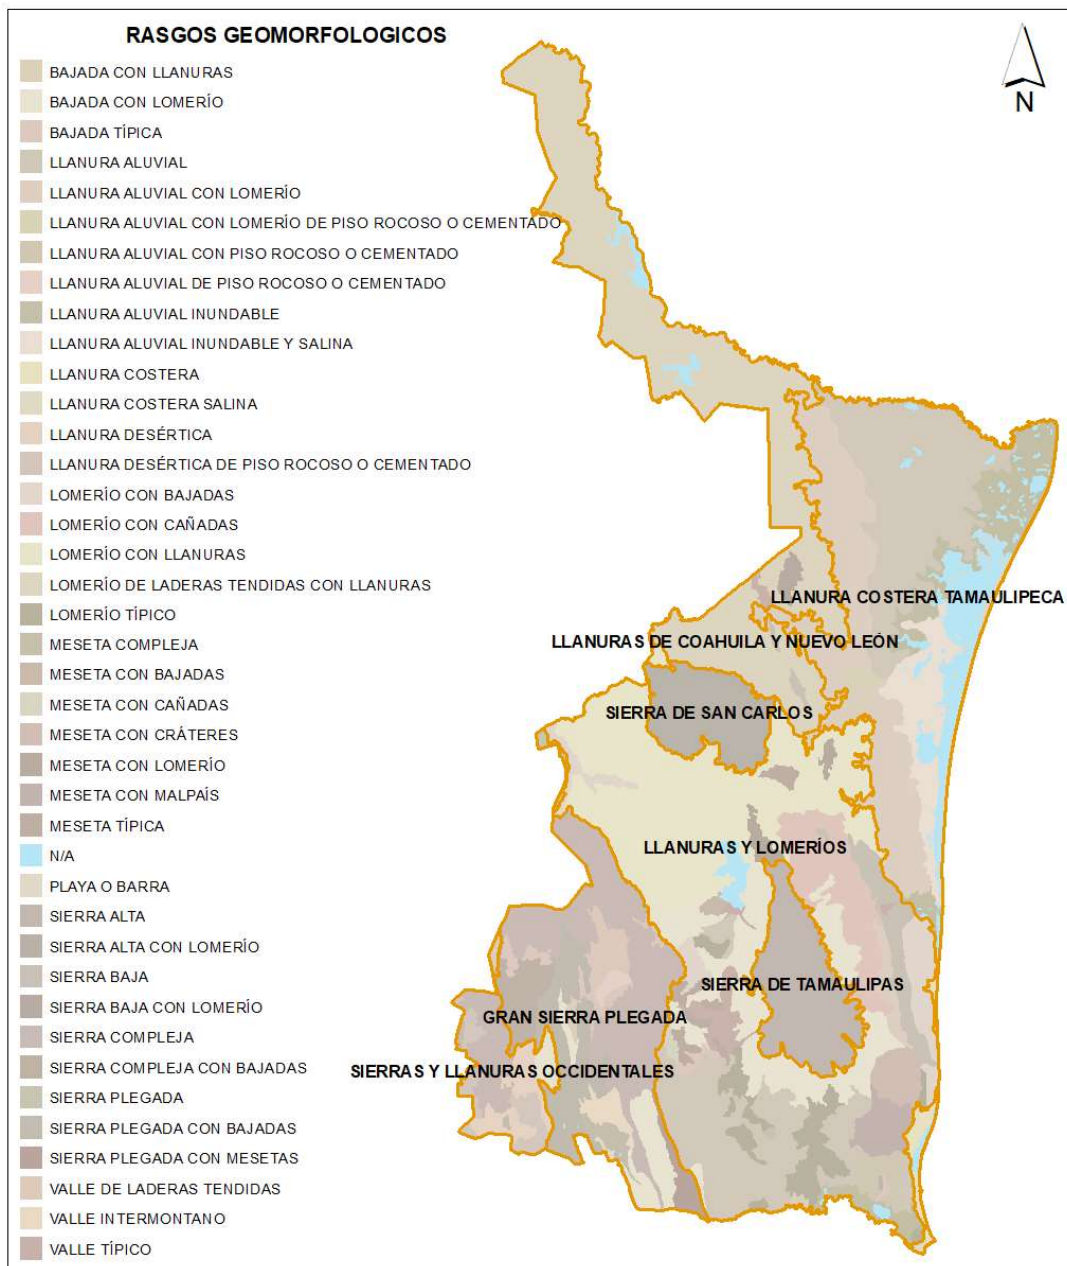 RASGOS GEOMORFOLOGICOS
BAJADA CON LLANURAS
BAJADA CON LOMERÍO
BAJADA TÍPICA
LLANURA ALUVIAL
LLANURA ALUVIAL CON LOMERÍO
LLANURA ALUVIAL CON LOMERÍO DE PISO ROCOSO O CEMENTADO
LLANURA ALUVIAL CON PISO ROCOSO O CEMENTADO
LLANURA ALUVIAL DE PISO ROCOSO O CEMENTADO
LLANURA ALUVIAL INUNDABLE
LLANURA ALUVIAL INUNDABLE Y SALINA
LLANURA COSTERA
LLANURA COSTERA SALINA
LLANURA DESÉRTICA
LLANURA DESÉRTICA DE PISO ROCOSO O CEMENTADO
LOMERÍO CON BAJADAS
LOMERÍO CON CAÑADAS
LOMERÍO CON LLANURAS
LOMERÍO DE LADERAS TENDIDAS CON LLANURAS
LOMERÍO TÍPICO
MESETA COMPLEJA
MESETA CON BAJADAS
MESETA CON CAÑADAS
MESETA CON CRÁTERES
MESETA CON LOMERÍO
MESETA CON MALPAÍS
MESETA TÍPICA
N/A
PLAYA O BARRA
SIERRA ALTA
SIERRA ALTA CON LOMERÍO
SIERRA BAJA
SIERRA BAJA CON LOMERÍO
SIERRA COMPLEJA
SIERRA COMPLEJA CON BAJADAS
SIERRA PLEGADA
SIERRA PLEGADA CON BAJADAS
SIERRA PLEGADA CON MESETAS
VALLE DE LADERAS TENDIDAS
VALLE INTERMONTANO
VALLE TÍPICO
N
LLANURA COSTERA TAMAULIPECA
LLANURAS DE COAHUILA Y NUEVO LEÓN
SIERRA DE SAN CARLOS
LLANURAS Y LOMERÍOS
SIERRA DE TAMAULIPAS
GRAN SIERRA PLEGADA
SIERRAS Y LLANURAS OCCIDENTALES